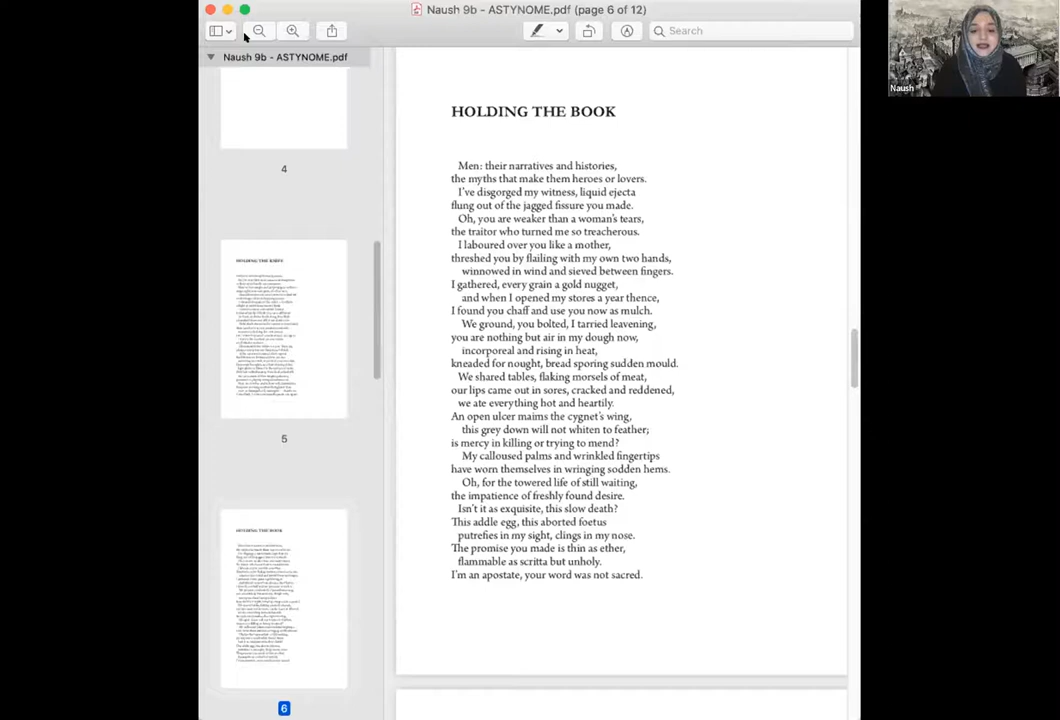 Naush 9b - ASTYNOME.pdf (page 6 of 12)
Search
Naush 9b - ASTYNOME.pdf
4
HOLDING THE KNIFE
5
HOLDING THE BOOK
6
HOLDING THE BOOK
Men: their narratives and histories,
the myths that make them heroes or lovers.
I've disgorged my witness, liquid ejecta
flung out of the jagged fissure you made.
Oh, you are weaker than a woman's tears,
the traitor who turned me so treacherous.
I laboured over you like a mother,
threshed you by flailing with my own two hands,
winnowed in wind and sieved between fingers.
I gathered, every grain a gold nugget,
and when I opened my stores a year thence,
I found you chaff and use you now as mulch.
We ground, you bolted, I tarried leavening,
you are nothing but air in my dough now,
incorporeal and rising in heat,
kneaded for nought, bread sporing sudden mould.
We shared tables, flaking morsels of meat,
our lips came out in sores, cracked and reddened,
we ate everything hot and heartily.
An open ulcer maims the cygnet's wing,
this grey down will not whiten to feather;
is mercy in killing or trying to mend?
My calloused palms and wrinkled fingertips
have worn themselves in wringing sodden hems.
Oh, for the towered life of still waiting,
the impatience of freshly found desire.
Isn't it as exquisite, this slow death?
This addle egg, this aborted foetus
putrefies in my sight, clings in my nose.
The promise you made is thin as ether,
flammable as scritta but unholy.
I'm an apostate, your word was not sacred.
Naush